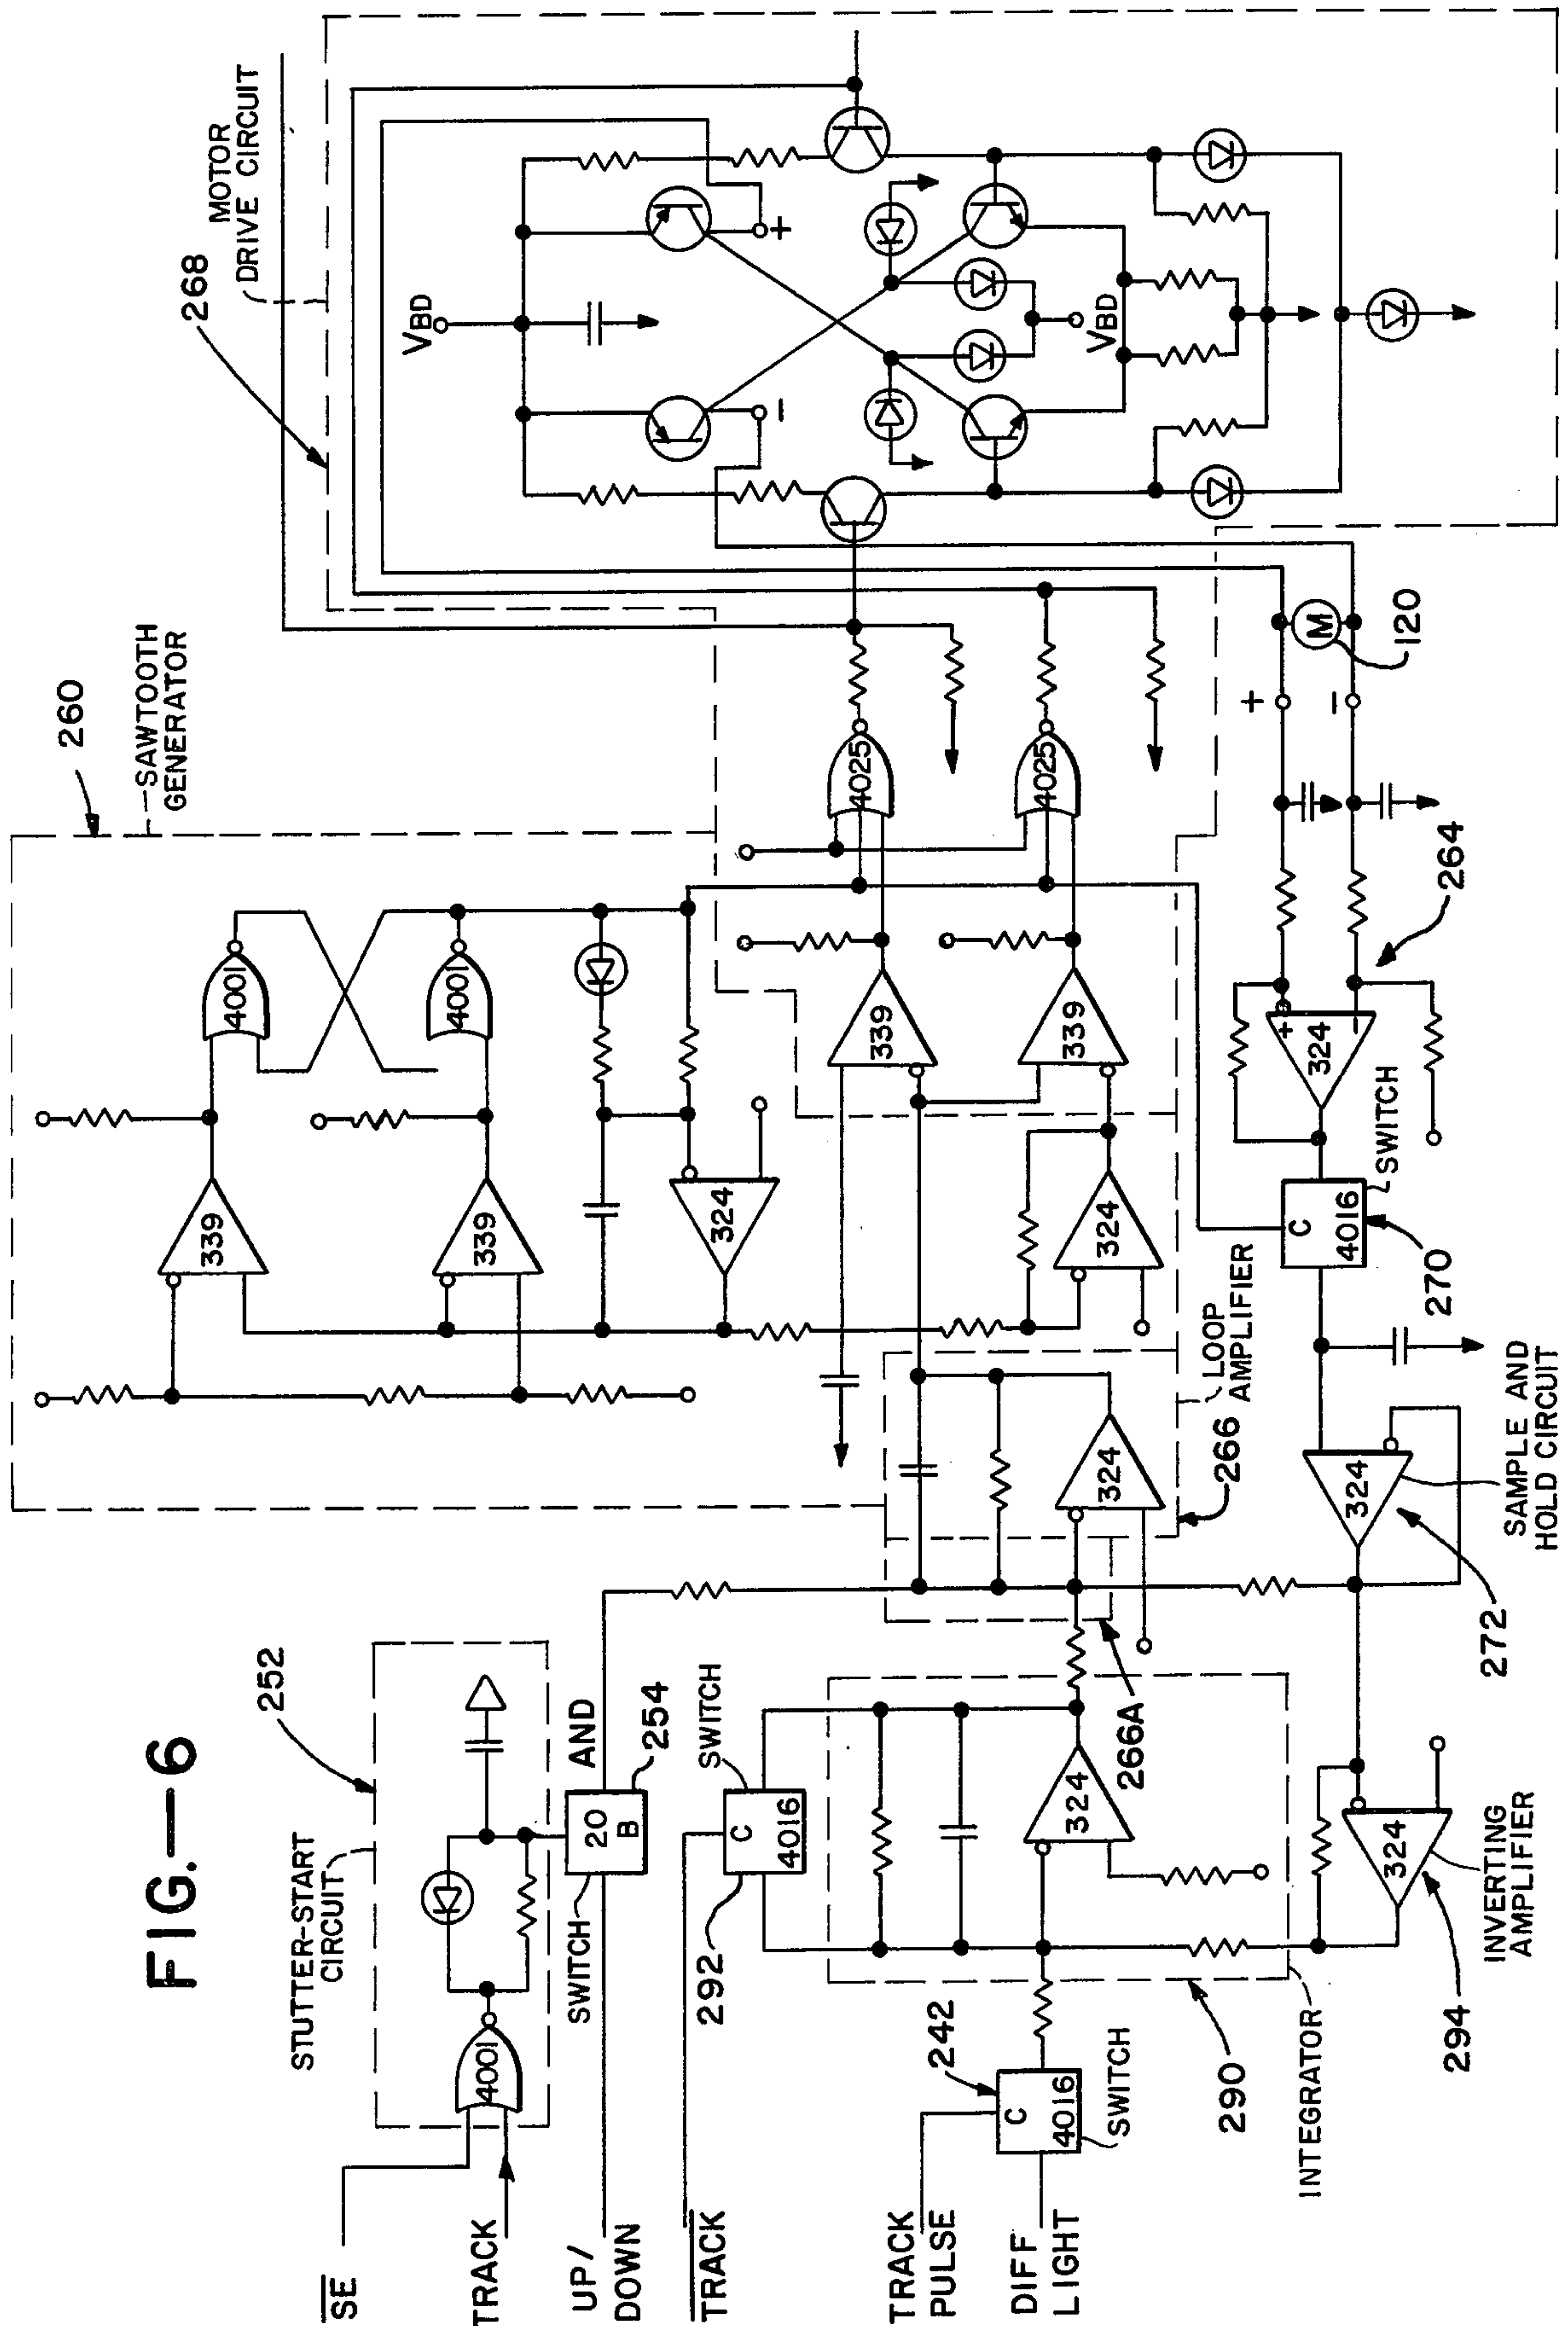 FIG.—6
260
SAWTOOTH
GENERATOR
268
MOTOR
DRIVE CIRCUIT
VBD
+
-
VBD
339
4001
339
4001
324
339
4025
339
4025
324
LOOP
AMPLIFIER
266
324
266A
252
STUTTER-START
CIRCUIT
4001
SE
TRACK
UP/
DOWN
SWITCH
20
B
AND
254
TRACK
292
C
4016
SWITCH
324
TRACK
PULSE
DIFF
LIGHT
242
C
4016
SWITCH
290
INTEGRATOR
324
294
INVERTING
AMPLIFIER
324
272
SAMPLE AND
HOLD CIRCUIT
C
4016
SWITCH
270
+
-
324
264
+
-
M
120